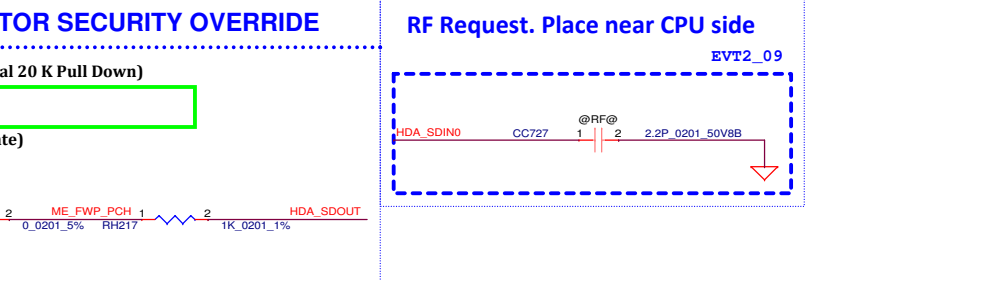 TOR SECURITY OVERRIDE
RF Request. Place near CPU side
EVT2_09
al 20 K Pull Down)
te)
@RF@
HDA_SDIN0 CC727 1 2 2.2P_0201_50V8B
2 ME_FWP_PCH 1 2 HDA_SDOUT
0_0201_5% RH217 1K_0201_1%